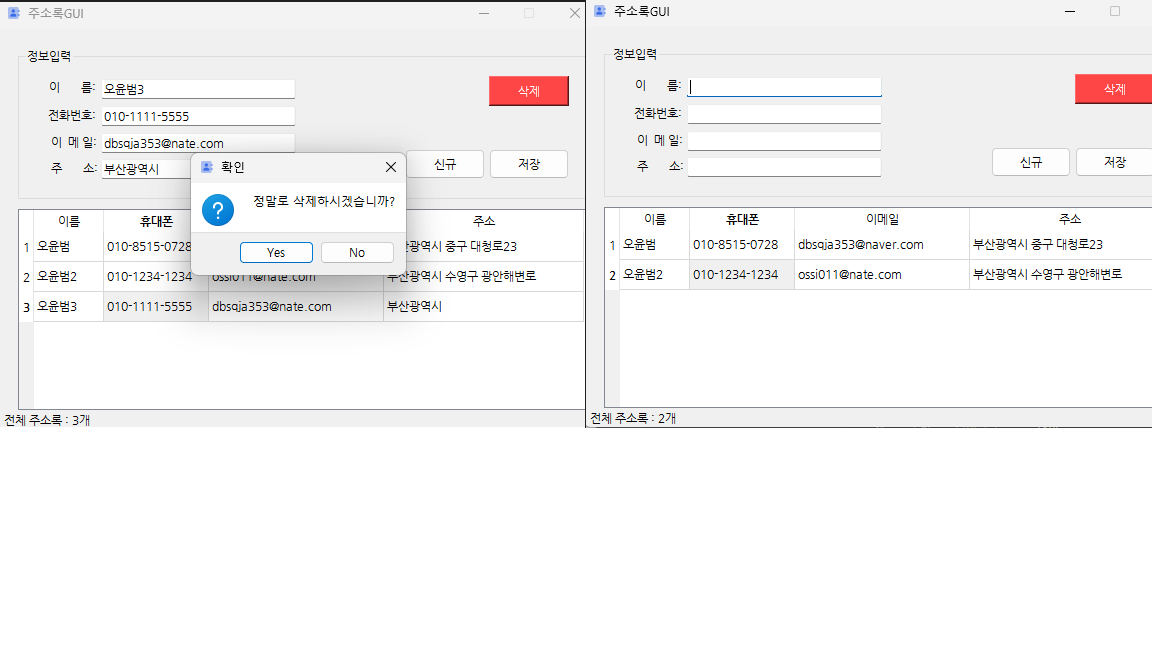 주소록GUI
정보입력
이 름: 오윤범3
삭제
전화번호: 010-1111-5555
이 메 일: dbsqja353@nate.com
주 소: 부산광역시
신규 저장
확인
정말로 삭제하시겠습니까?
Yes No
이름 휴대폰 주소
1 오윤범 010-8515-0728 광역시 중구 대청로23
2 오윤범2 010-1234-1234 ossi011@nate.com 부산광역시 수영구 광안해변로
3 오윤범3 010-1111-5555 dbsqja353@nate.com 부산광역시
전체 주소록 : 3개
주소록GUI
정보입력
이 름:
삭제
전화번호:
이 메 일:
주 소:
신규 저장
이름 휴대폰 이메일 주소
1 오윤범 010-8515-0728 dbsqja353@naver.com 부산광역시 중구 대청로23
2 오윤범2 010-1234-1234 ossi011@nate.com 부산광역시 수영구 광안해변로
전체 주소록 : 2개